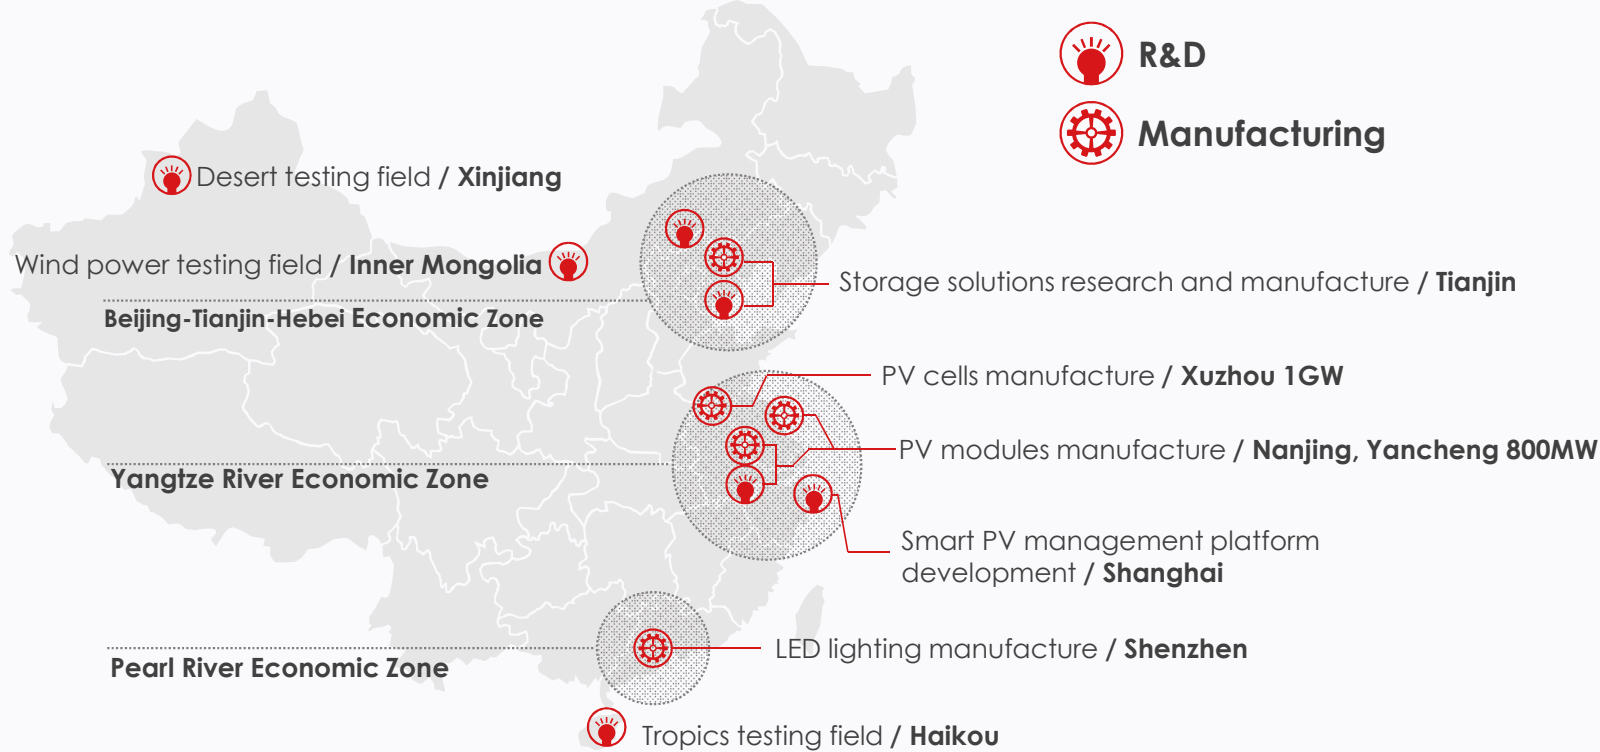 R&D
Manufacturing
Desert testing field / Xinjiang
Wind power testing field / Inner Mongolia
Storage solutions research and manufacture / Tianjin
Beijing-Tianjin-Hebei Economic Zone
PV cells manufacture / Xuzhou 1GW
PV modules manufacture / Nanjing, Yancheng 800MW
Yangtze River Economic Zone
Smart PV management platform
development / Shanghai
LED lighting manufacture / Shenzhen
Pearl River Economic Zone
Tropics testing field / Haikou